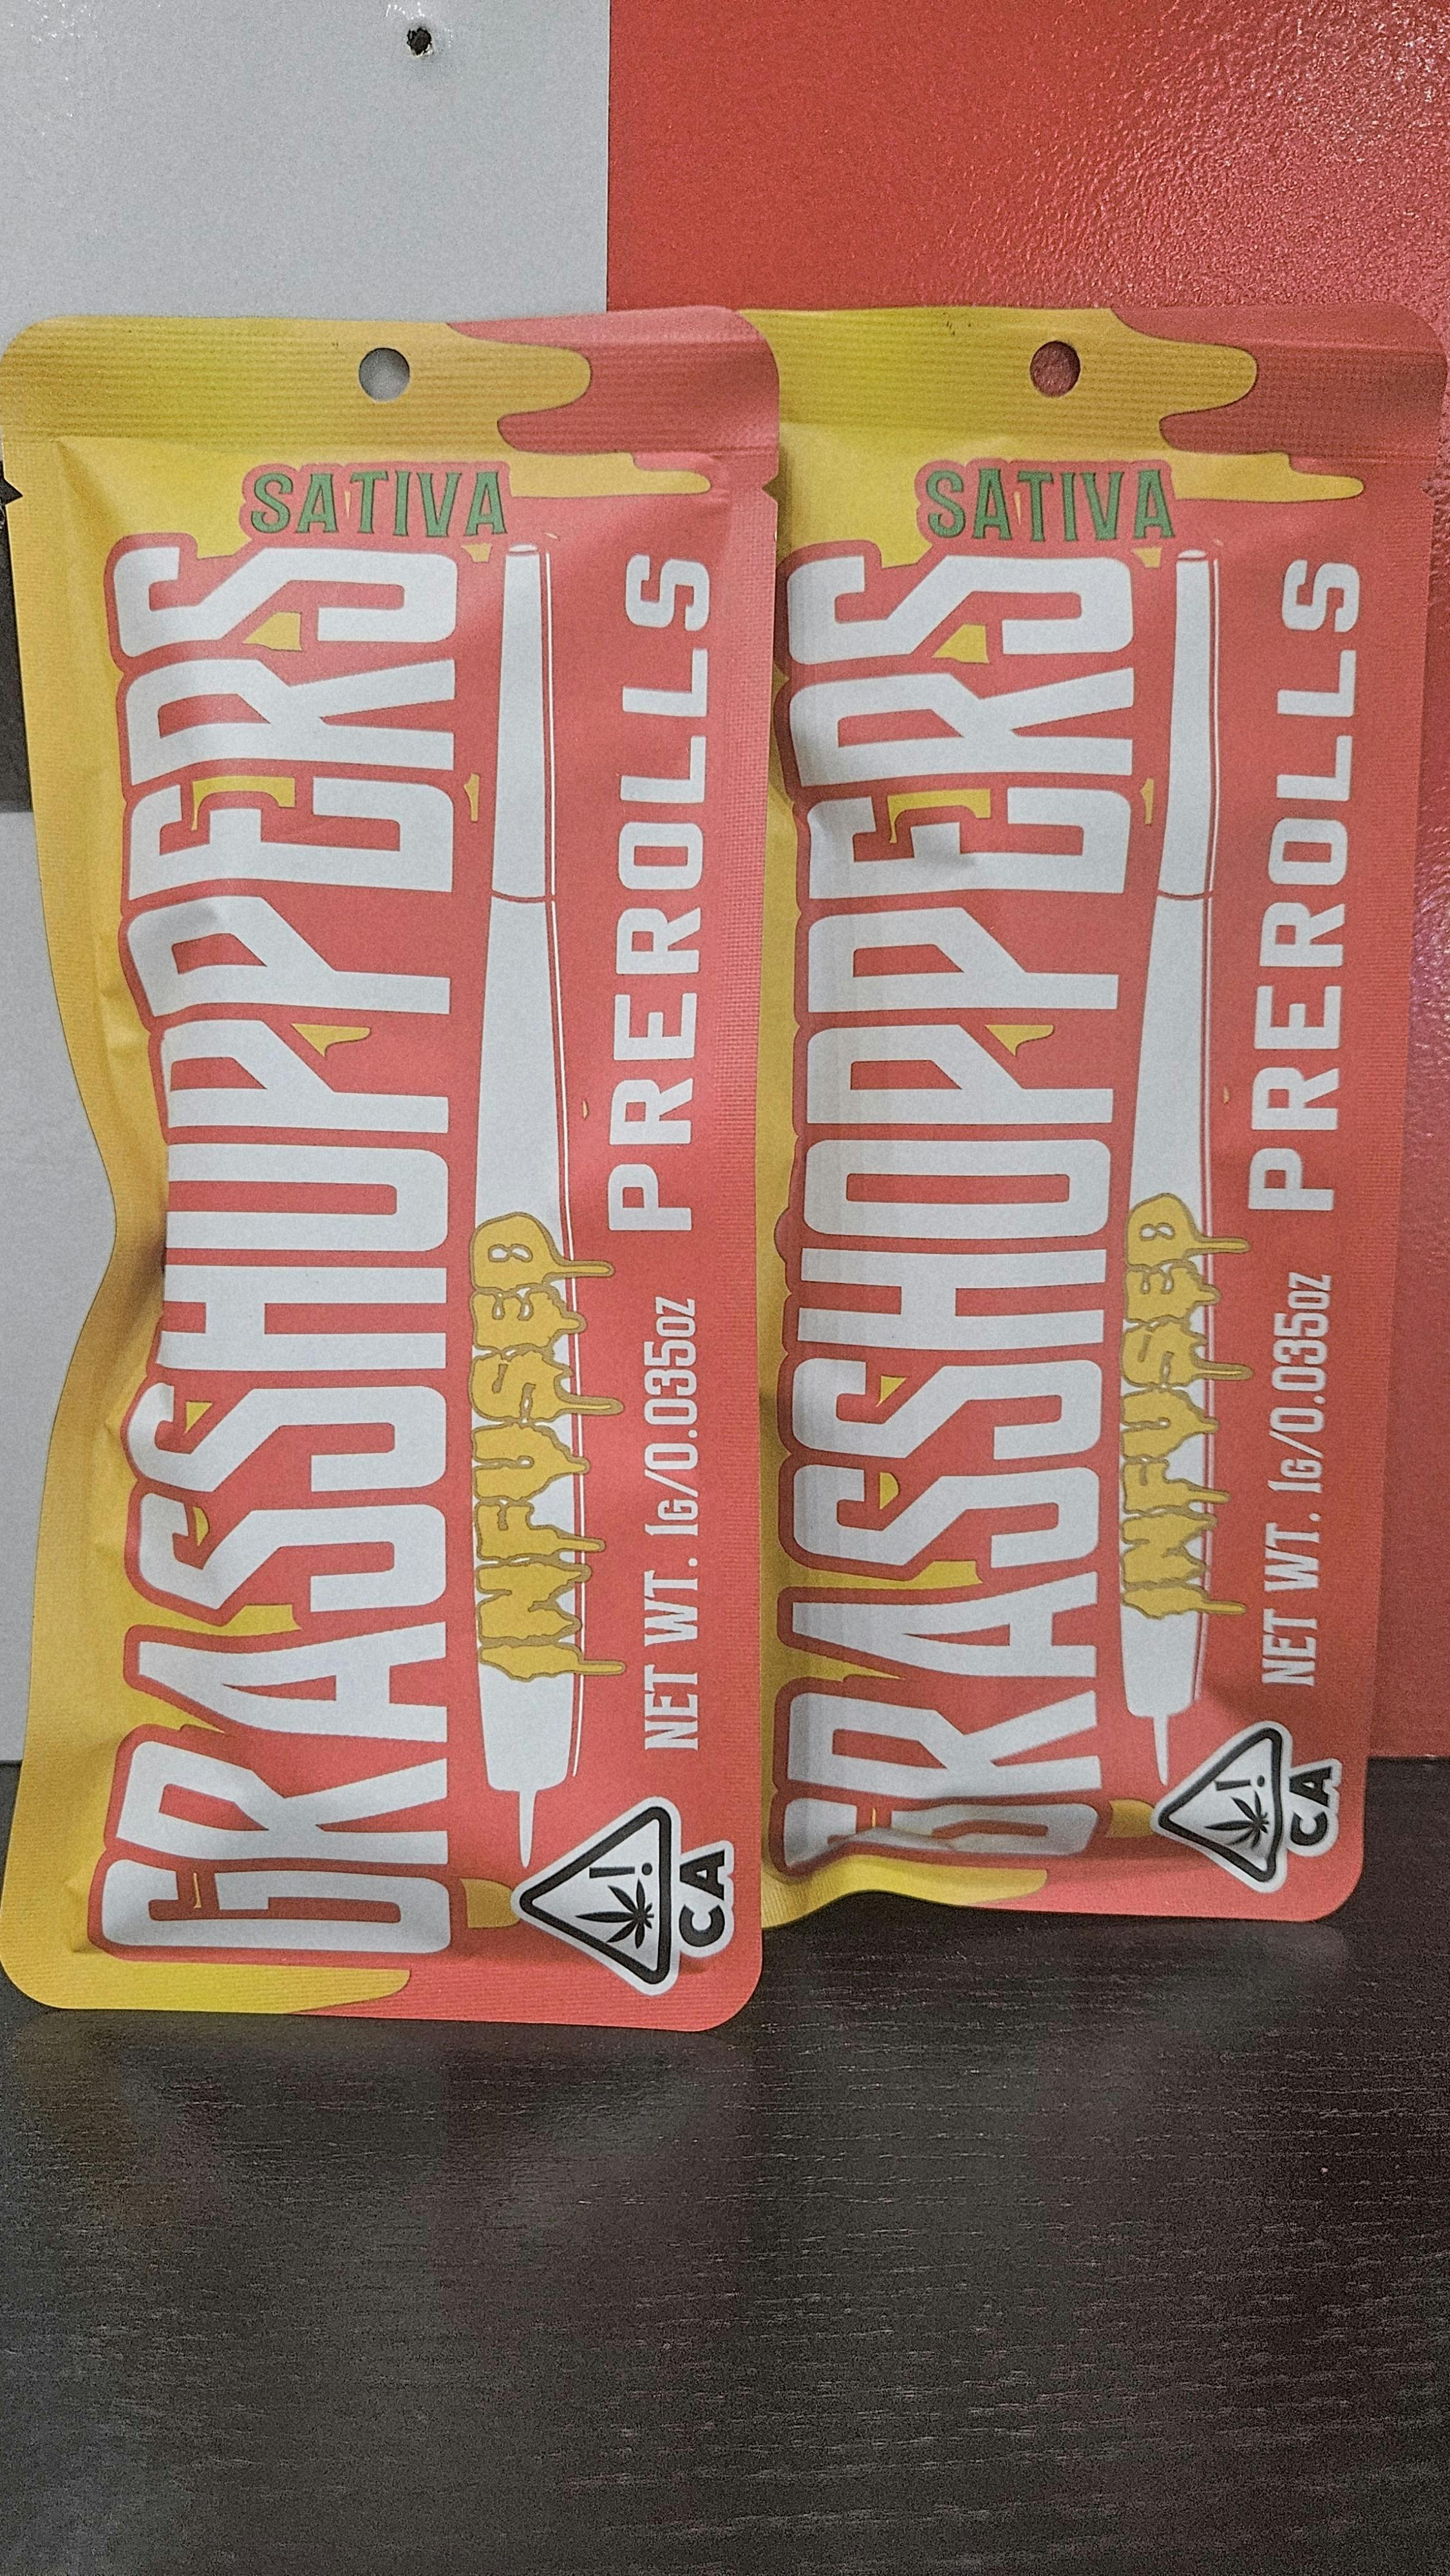 SATIVA
GRASSHOPPERS
INFUSED
PREROLLS
NET WT. 1G/0.035OZ
!
CA
SATIVA
GRASSHOPPERS
INFUSED
PREROLLS
NET WT. 1G/0.035OZ
!
CA